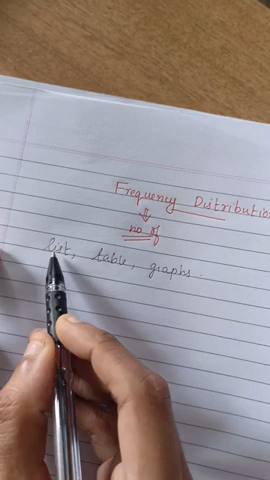 Frequency Distribution
⇓
no of
list, table, graphs.